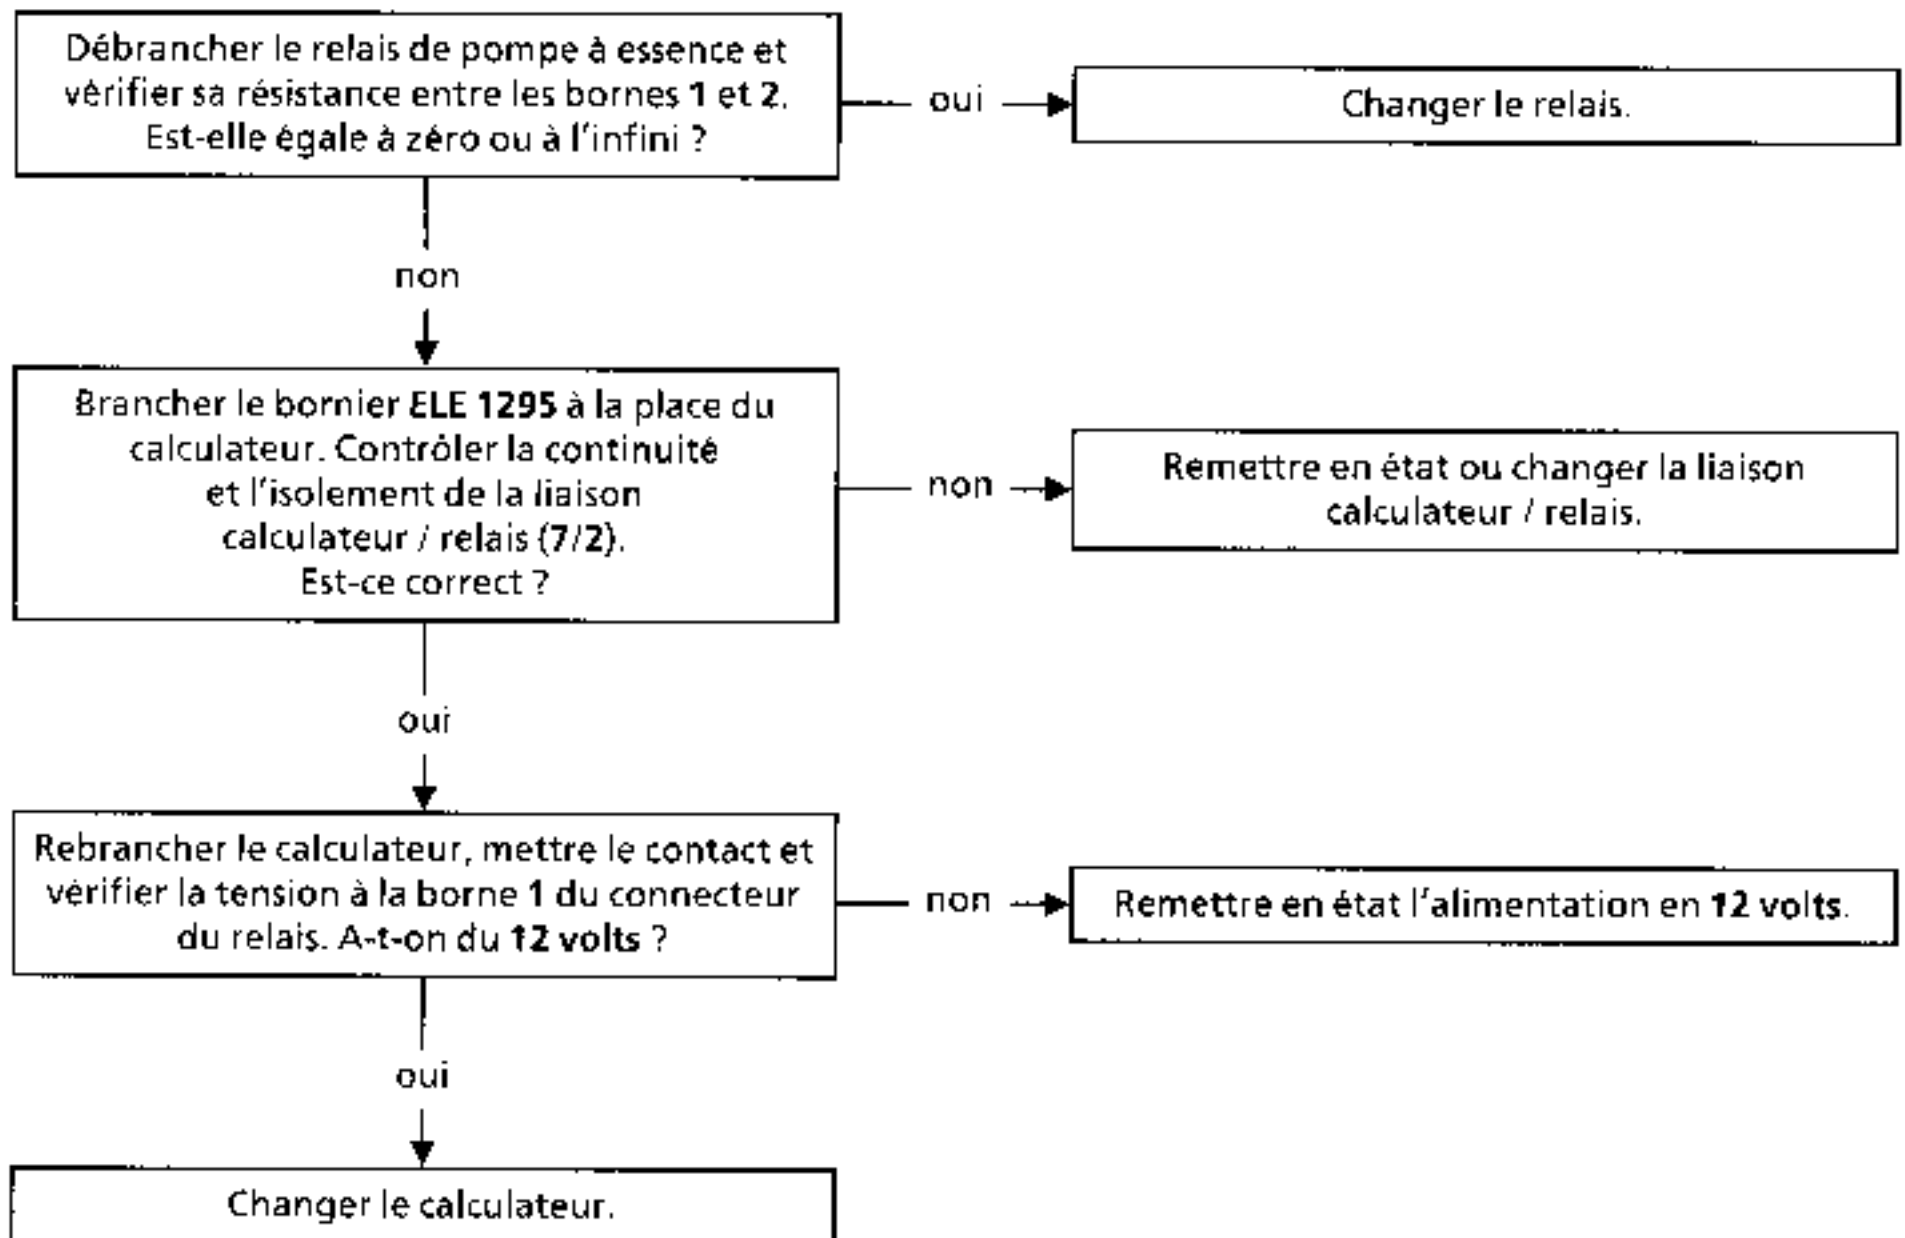 Débrancher le relais de pompe à essence et
vérifier sa résistance entre les bornes 1 et 2.
Est-elle égale à zéro ou à l'infini ?
oui
Changer le relais.
non
Brancher le bornier ELE 1295 à la place du
calculateur. Contrôler la continuité
et l'isolement de la liaison
calculateur / relais (7/2).
Est-ce correct ?
non
Remettre en état ou changer la liaison
calculateur / relais.
oui
Rebrancher le calculateur, mettre le contact et
vérifier la tension à la borne 1 du connecteur
du relais. A-t-on du 12 volts ?
non
Remettre en état l'alimentation en 12 volts.
oui
Changer le calculateur.